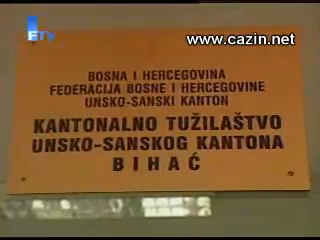 www.cazin.net
BOSNA I HERCEGOVINA
FEDERACIJA BOSNE I HERCEGOVINE
UNSKO-SANSKI KANTON
KANTONALNO TUŽILAŠTVO
UNSKO-SANSKOG KANTONA
BIHAĆ